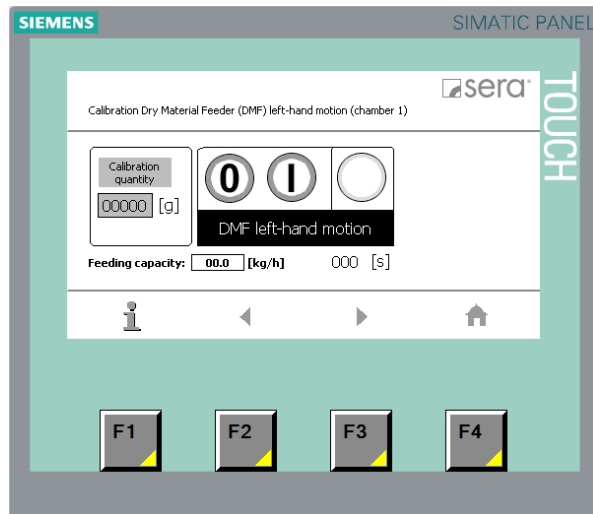 SIEMENS
SIMATIC PANEL
TOUCH
sera
Calibration Dry Material Feeder (DMF) left-hand motion (chamber 1)
Calibration
quantity
00000 [g]
0 I
DMF left-hand motion
Feeding capacity: 00.0 [kg/h] 000 [s]
i
F1 F2 F3 F4